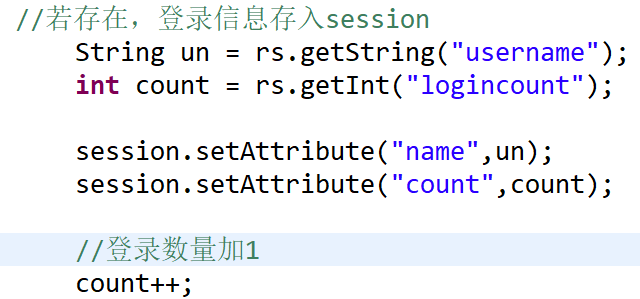 //若存在，登录信息存入session
String un = rs.getString("username");
int count = rs.getInt("logincount");
session.setAttribute("name",un);
session.setAttribute("count",count);
//登录数量加1
count++;